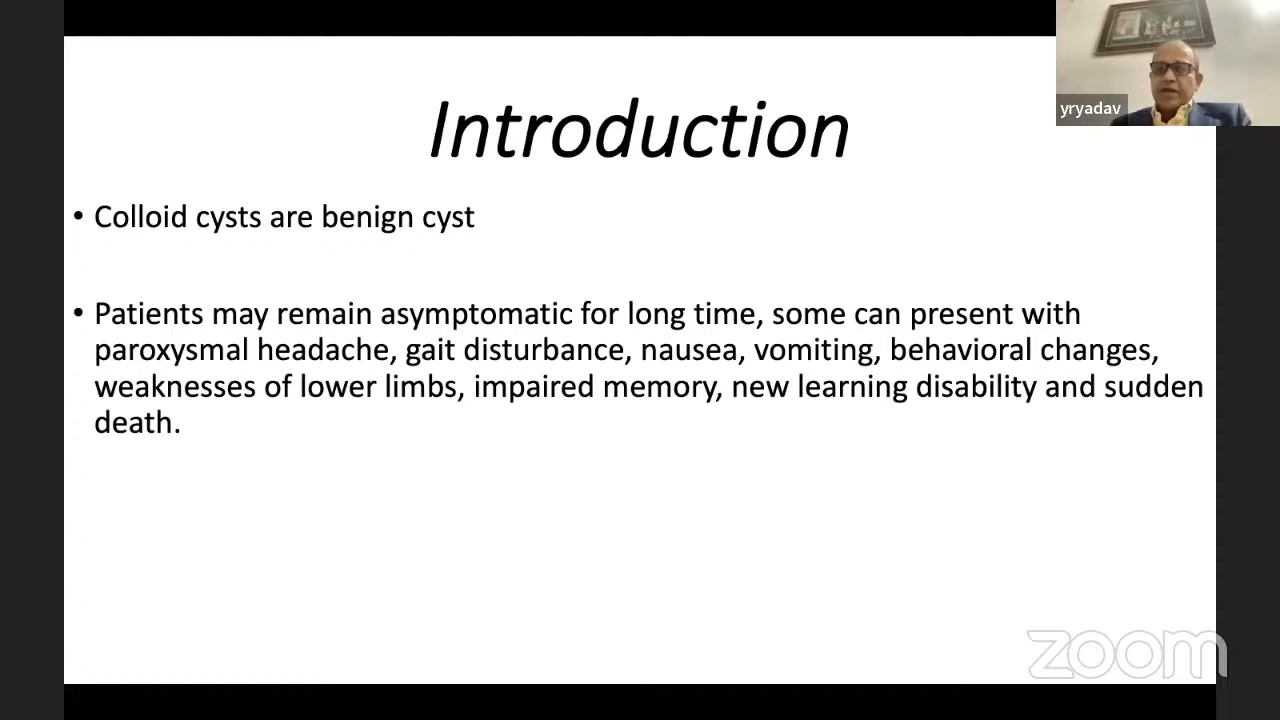 Introduction
yryadav
• Colloid cysts are benign cyst
• Patients may remain asymptomatic for long time, some can present with
paroxysmal headache, gait disturbance, nausea, vomiting, behavioral changes,
weaknesses of lower limbs, impaired memory, new learning disability and sudden
death.
zoom